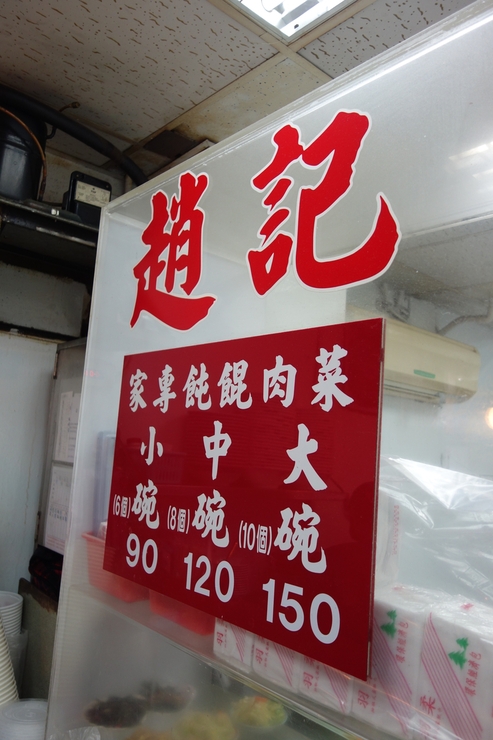 趙記
家專飩餛肉菜
小 中 大
碗 碗 碗
(6個) (8個) (10個)
90 120 150